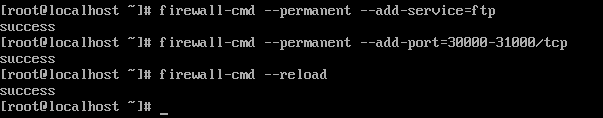 [root@localhost ~]# firewall-cmd --permanent --add-service=ftp
success
[root@localhost ~]# firewall-cmd --permanent --add-port=30000-31000/tcp
success
[root@localhost ~]# firewall-cmd --reload
success
[root@localhost ~]# _